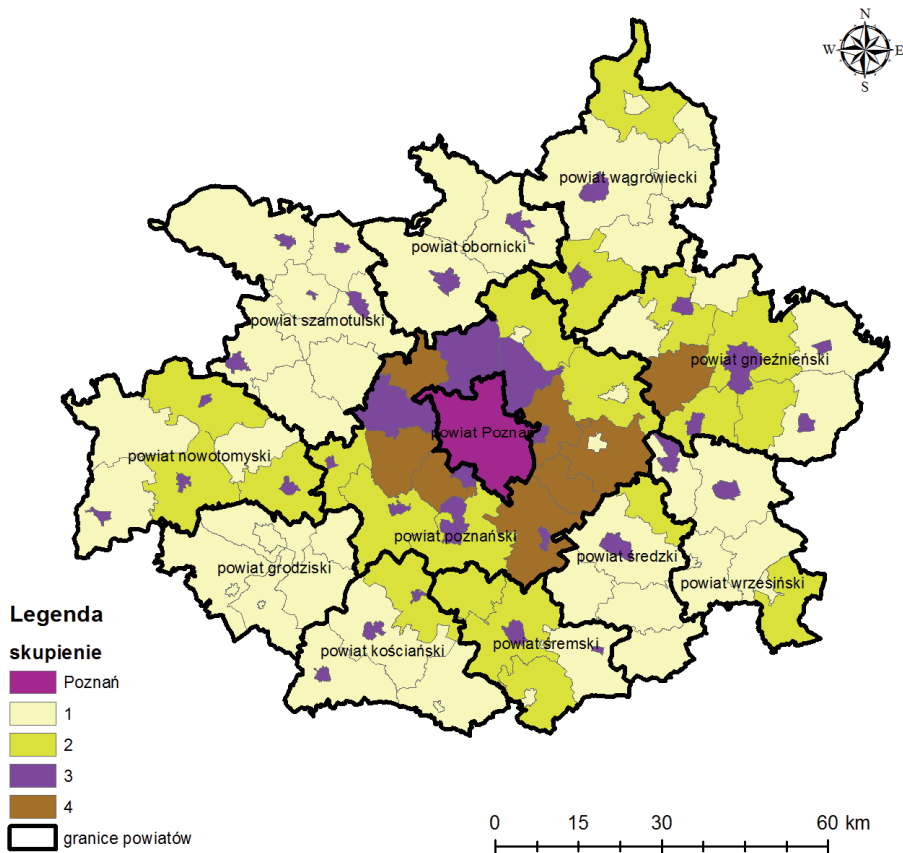 N
W E
S
powiat wągrowiecki
powiat obornicki
powiat szamotulski
powiat gnieźnieński
powiat Poznań
powiat nowotomyski
powiat poznański
powiat średzki
powiat grodziski
powiat wrzesiński
powiat śremski
powiat kościański
Legenda
skupienie
Poznań
1
2
3
4
granice powiatów
0 15 30 60 km